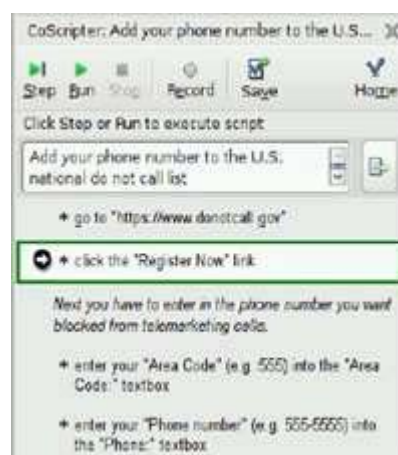 CoScripter: Add your phone number to the U.S...
Step Run Stop Record Save Home
Click Step or Run to execute script
Add your phone number to the U.S.
national do not call list
go to "https://www.donotcall.gov"
click the "Register Now" link
Next you have to enter in the phone number you want
blocked from telemarketing calls.
enter your "Area Code" (e.g. 555) into the "Area
Code:" textbox
enter your "Phone number" (e.g. 555-5555) into
the "Phone:" textbox